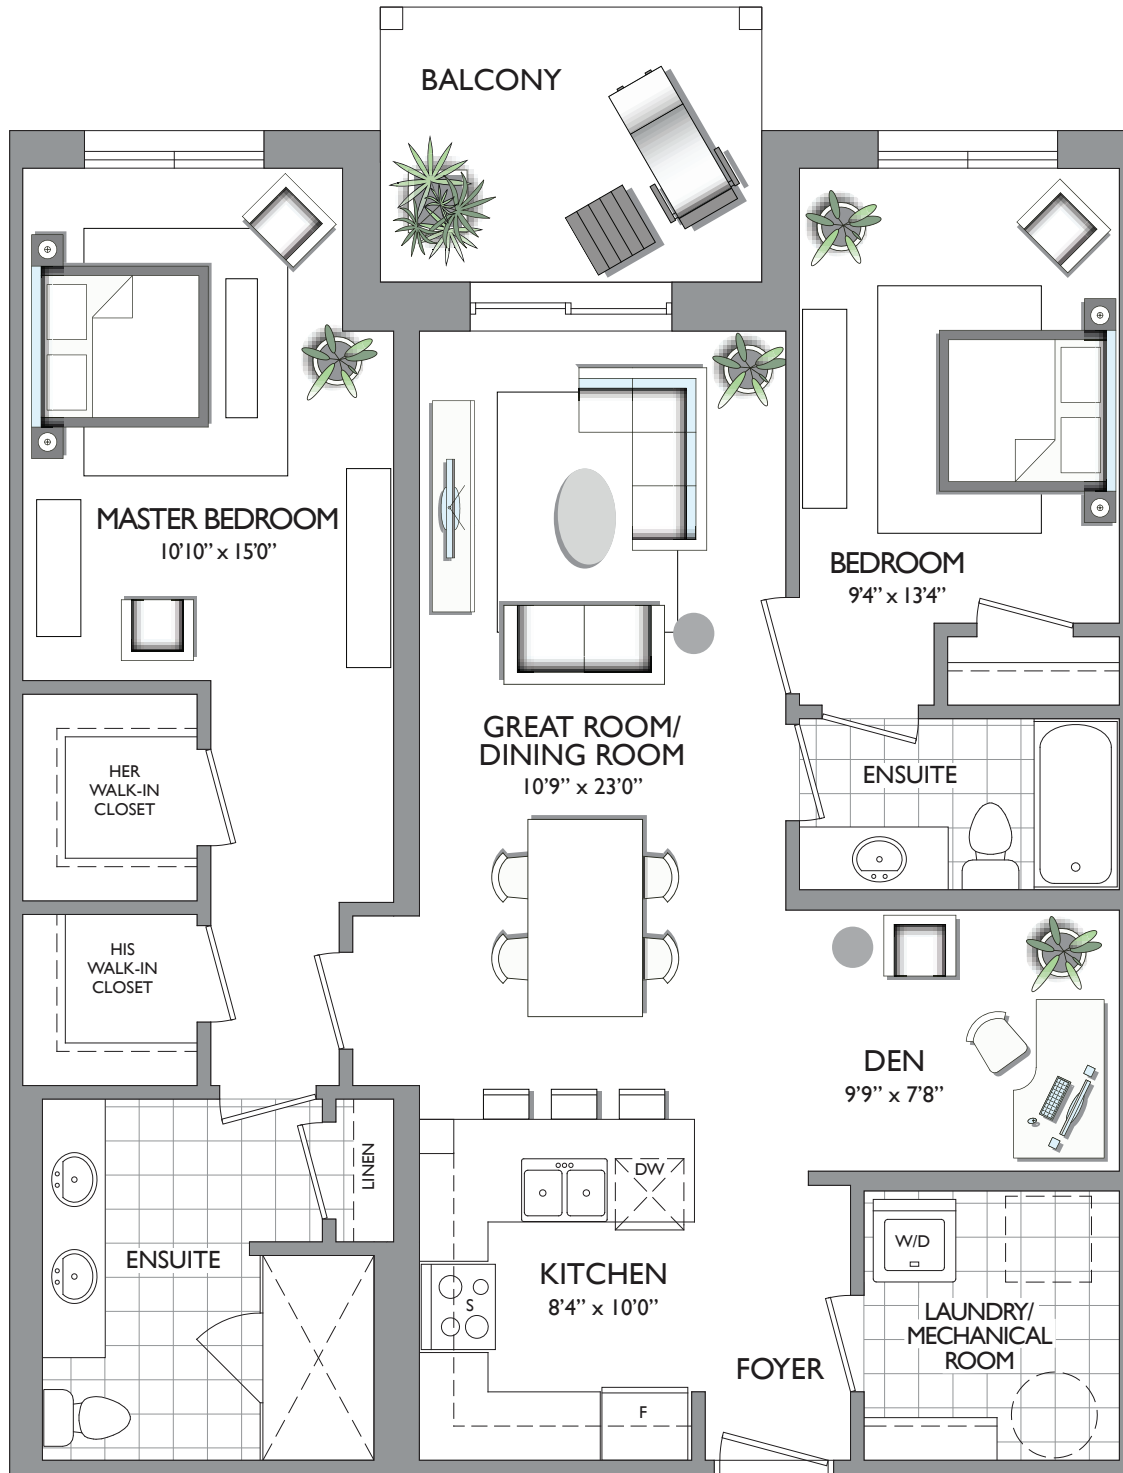 BALCONY
MASTER BEDROOM
10'10” x 15'0”
BEDROOM
9'4” x 13'4”
GREAT ROOM/
DINING ROOM
10'9” x 23'0”
HER
WALK-IN
CLOSET
ENSUITE
HIS
WALK-IN
CLOSET
DEN
9'9” x 7'8”
LINEN
DW
ENSUITE
KITCHEN
8'4” x 10'0”
S
W/D
LAUNDRY/
MECHANICAL
ROOM
FOYER
F